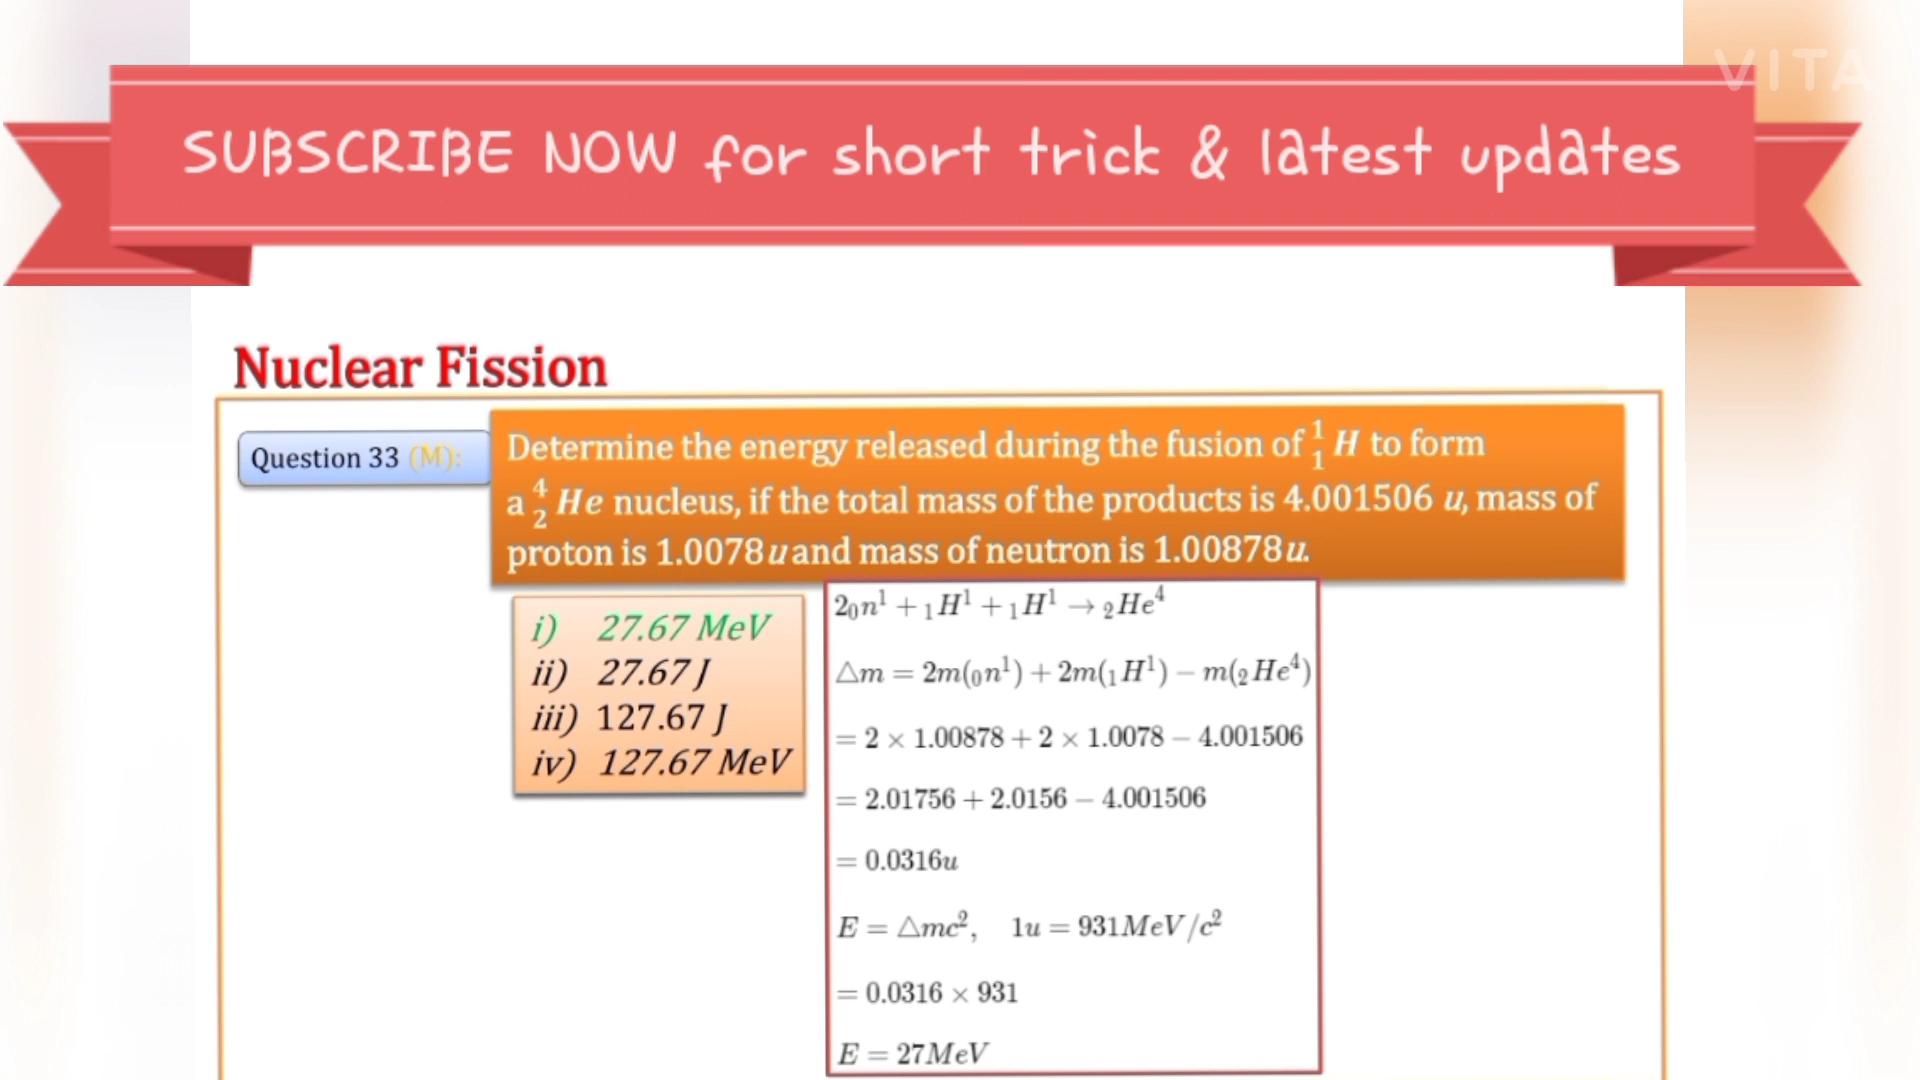 VITA
SUBSCRIBE NOW for short trick & latest updates
Nuclear Fission
Question 33 (M):
Determine the energy released during the fusion of ¹₁H to form
a ⁴₂He nucleus, if the total mass of the products is 4.001506 u, mass of
proton is 1.0078u and mass of neutron is 1.00878u.
i) 27.67 MeV
ii) 27.67 J
iii) 127.67 J
iv) 127.67 MeV
2₀n¹ + ₁H¹ + ₁H¹ → ₂He⁴
△m = 2m(₀n¹) + 2m(₁H¹) − m(₂He⁴)
= 2 × 1.00878 + 2 × 1.0078 − 4.001506
= 2.01756 + 2.0156 − 4.001506
= 0.0316u
E = △mc², 1u = 931MeV/c²
= 0.0316 × 931
E = 27MeV